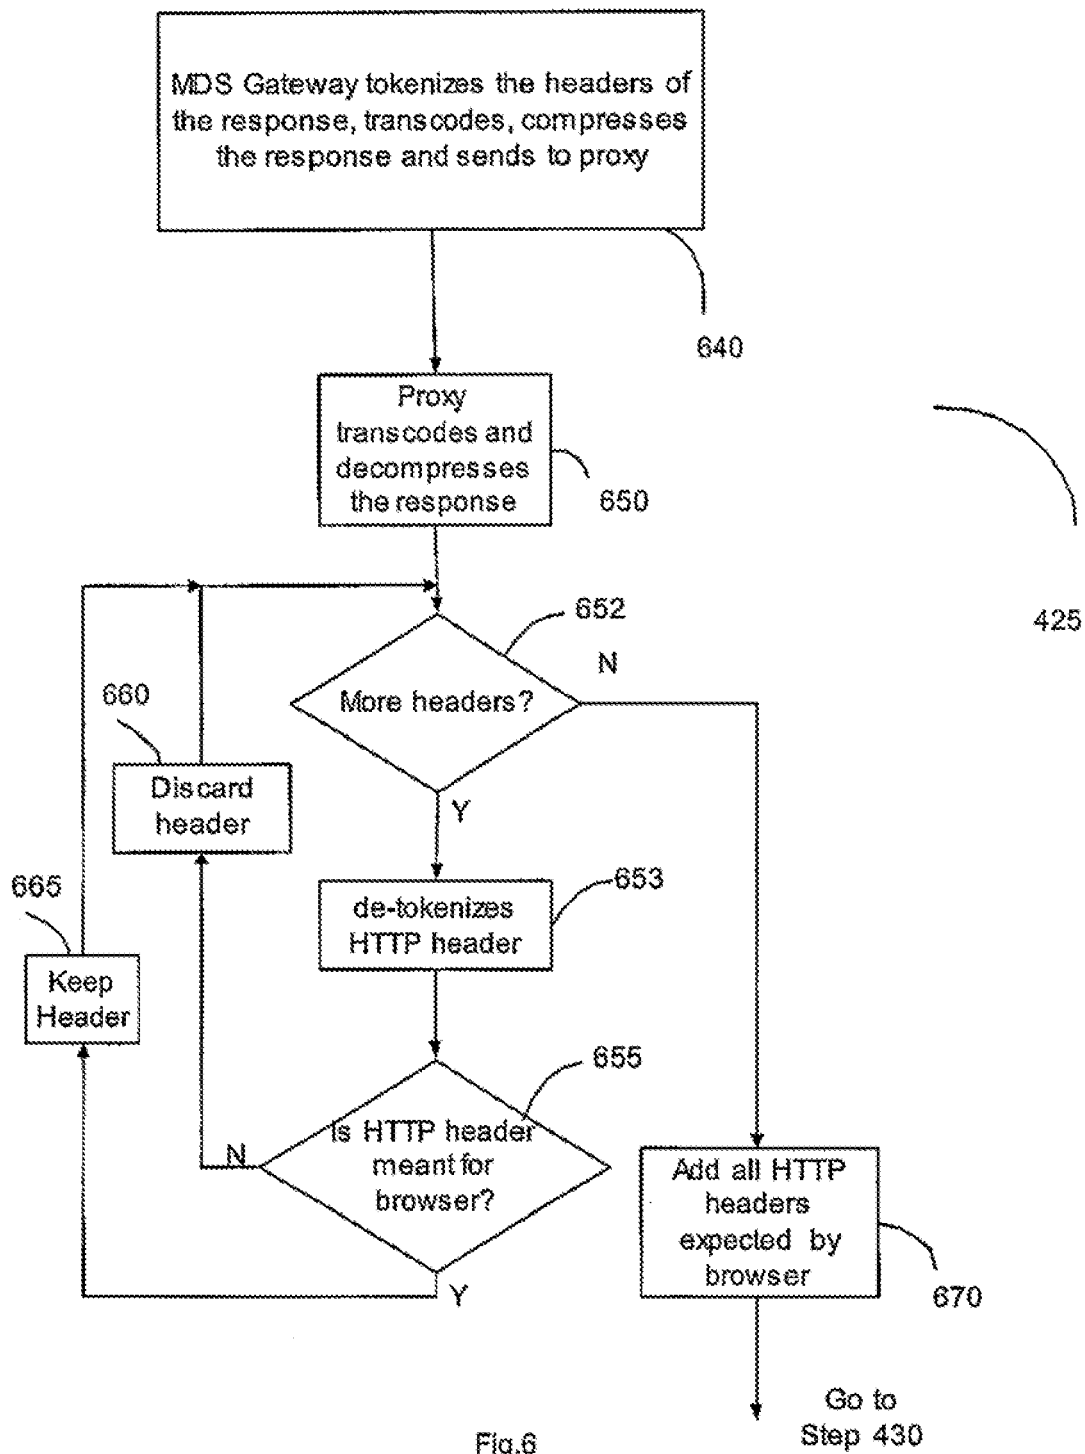 MDS Gateway tokenizes the headers of
the response, transcodes, compresses
the response and sends to proxy
640
Proxy
transcodes and
decompresses
the response
650
425
652
N
More headers?
Y
660
Discard
header
653
de-tokenizes
HTTP header
665
Keep
Header
655
Is HTTP header
meant for
browser?
N
Y
Add all HTTP
headers
expected by
browser
670
Go to
Step 430
Fig.6